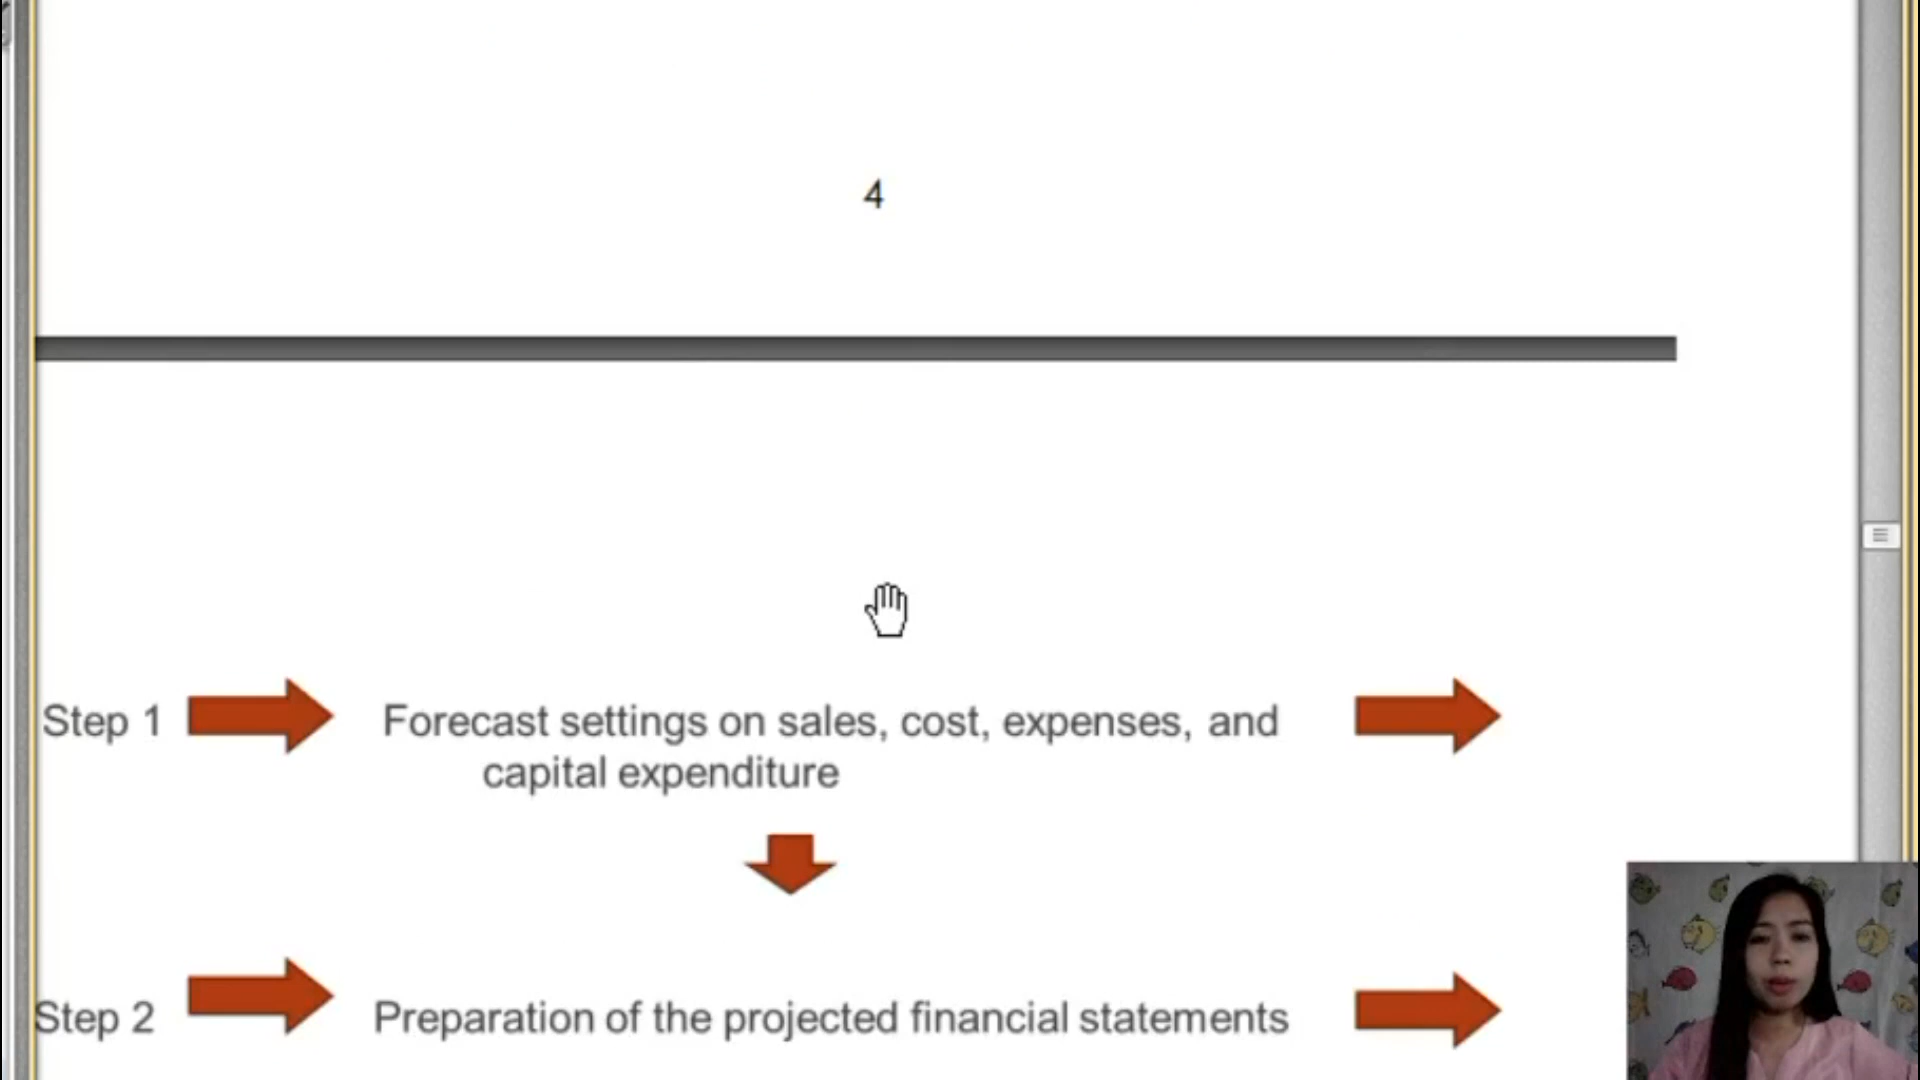 4
Step 1
Forecast settings on sales, cost, expenses, and
capital expenditure
Step 2
Preparation of the projected financial statements